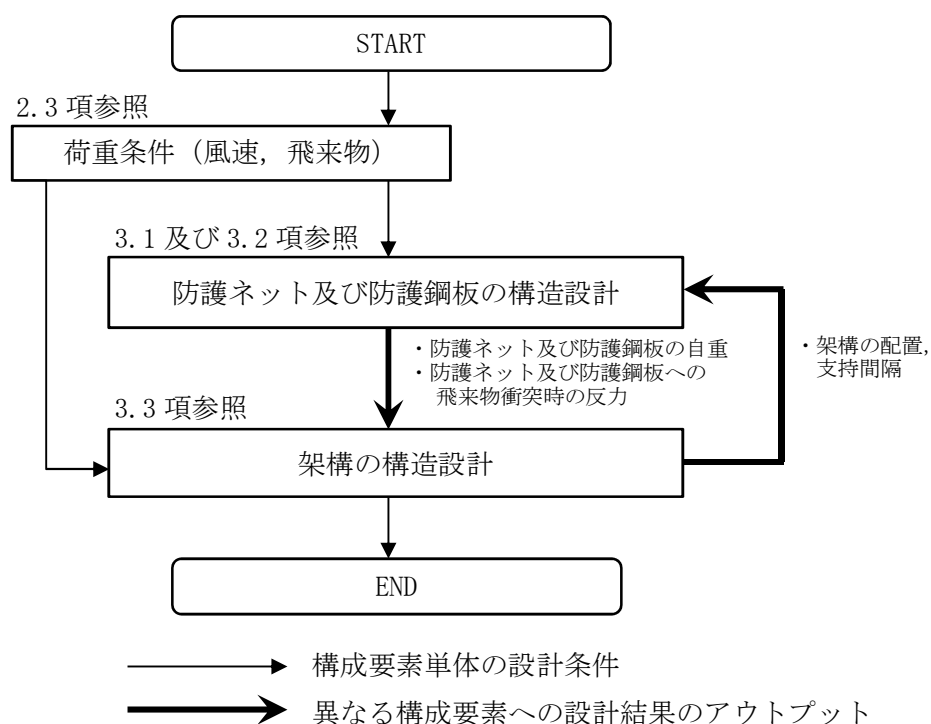 START
2.3 項参照
荷重条件（風速，飛来物）
3.1 及び 3.2 項参照
防護ネット及び防護鋼板の構造設計
・防護ネット及び防護鋼板の自重
・防護ネット及び防護鋼板への
飛来物衝突時の反力
・架構の配置，
支持間隔
3.3 項参照
架構の構造設計
END
構成要素単体の設計条件
異なる構成要素への設計結果のアウトプット